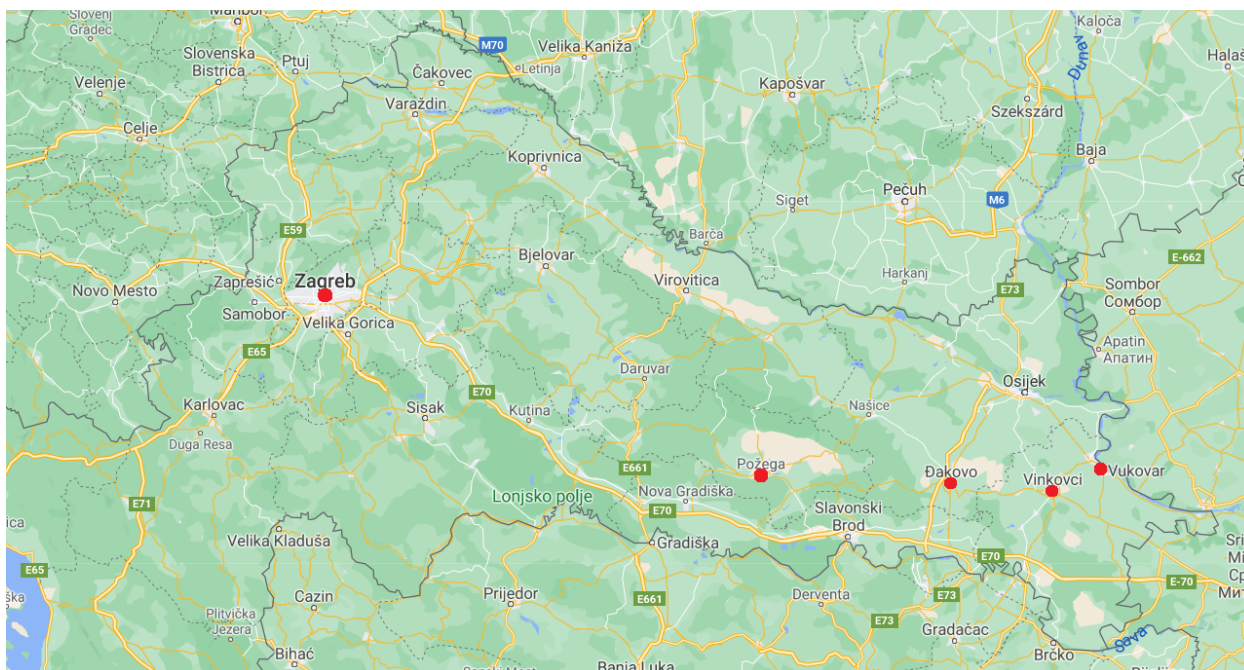 Slovenj
Gradec
Maribor
Slovenska
Bistrica
Ptuj
Velenje
Celje
M70
Letinja
Velika Kaniža
Čakovec
Varaždin
Koprivnica
Kapošvar
Dunav
Kaloča
Szekszárd
Baja
Pečuh
Siget
M6
Barča
Harkanj
E59
Bjelovar
Virovitica
E-662
Zagreb
Zaprešić
Novo Mesto
Samobor
Velika Gorica
E73
Sombor
Сомбор
E65
Apatin
Апатин
Daruvar
Osijek
E70
Karlovac
Duga Resa
Sisak
Kutina
Našice
E661
Požega
Đakovo
Vinkovci
Vukovar
E71
Lonjsko polje
Nova Gradiška
E70
Slavonski
Brod
Velika Kladuša
Gradiška
E70
E65
E-70
Cazin
Prijedor
E661
Derventa
E73
E73
Plitvička
Jezera
Gradačac
Sava
Bihać
Banja Luka
Brčko